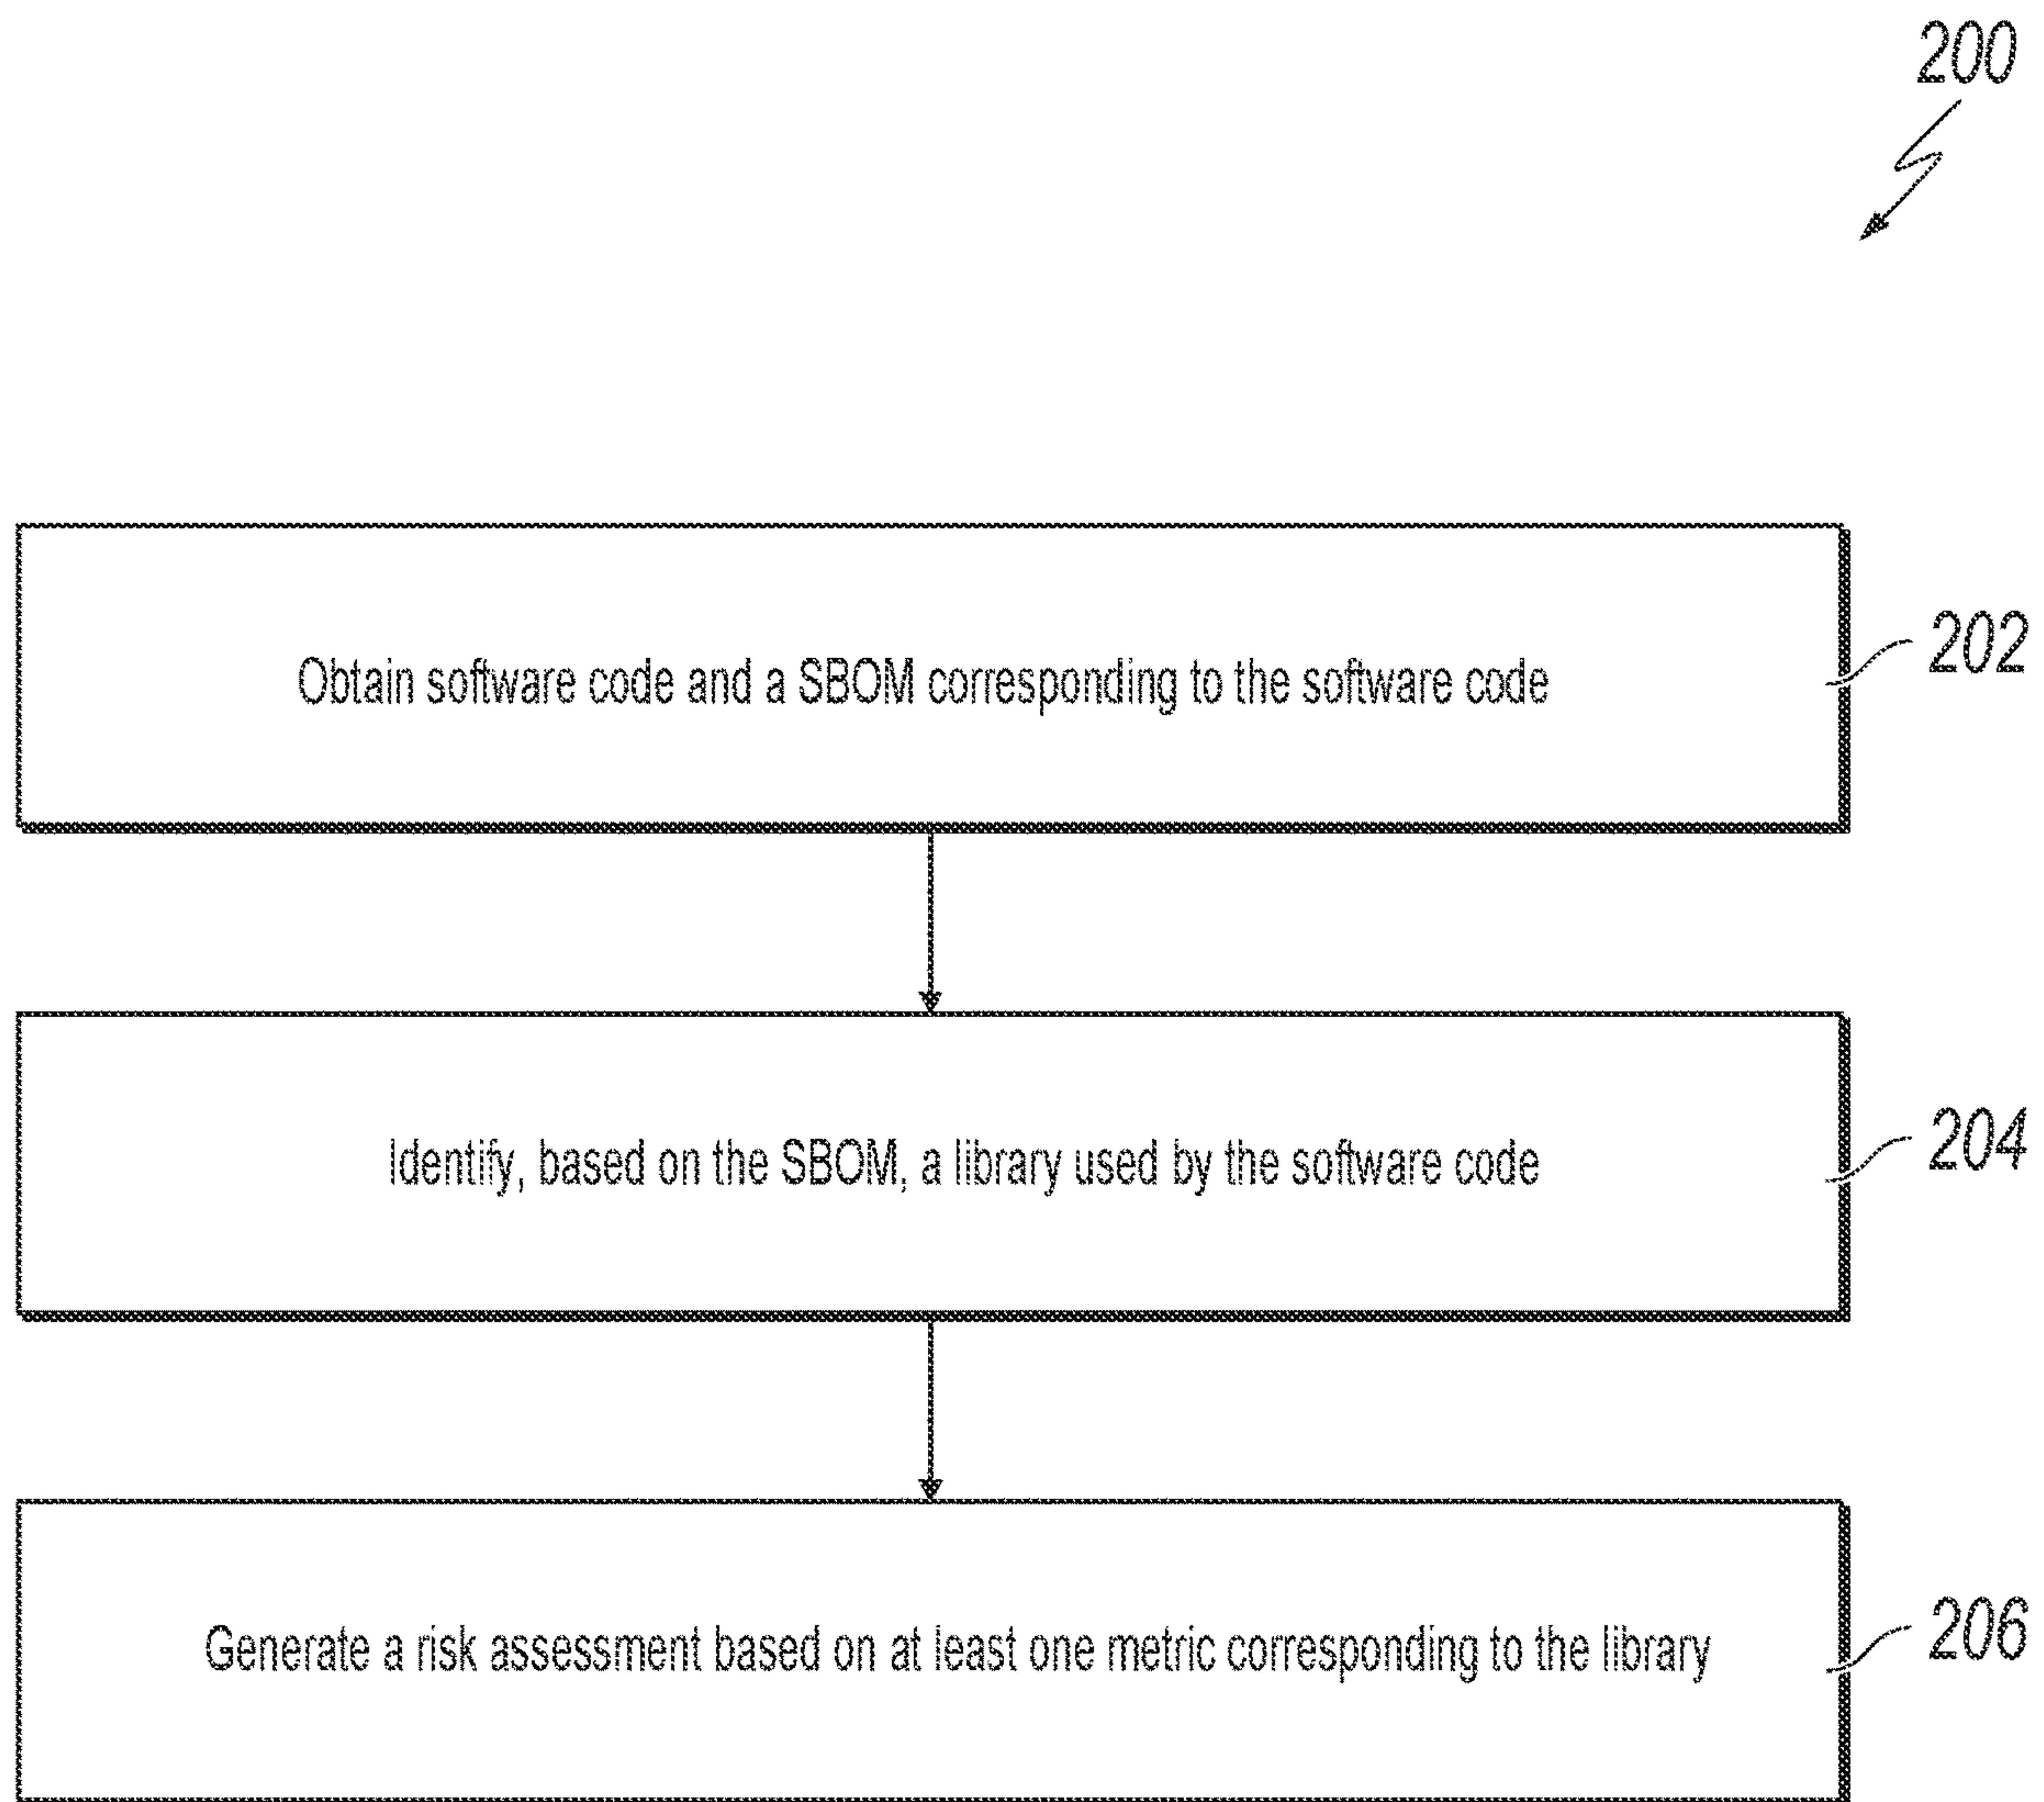 200
Obtain software code and a SBOM corresponding to the software code
202
Identify, based on the SBOM, a library used by the software code
204
Generate a risk assessment based on at least one metric corresponding to the library
206